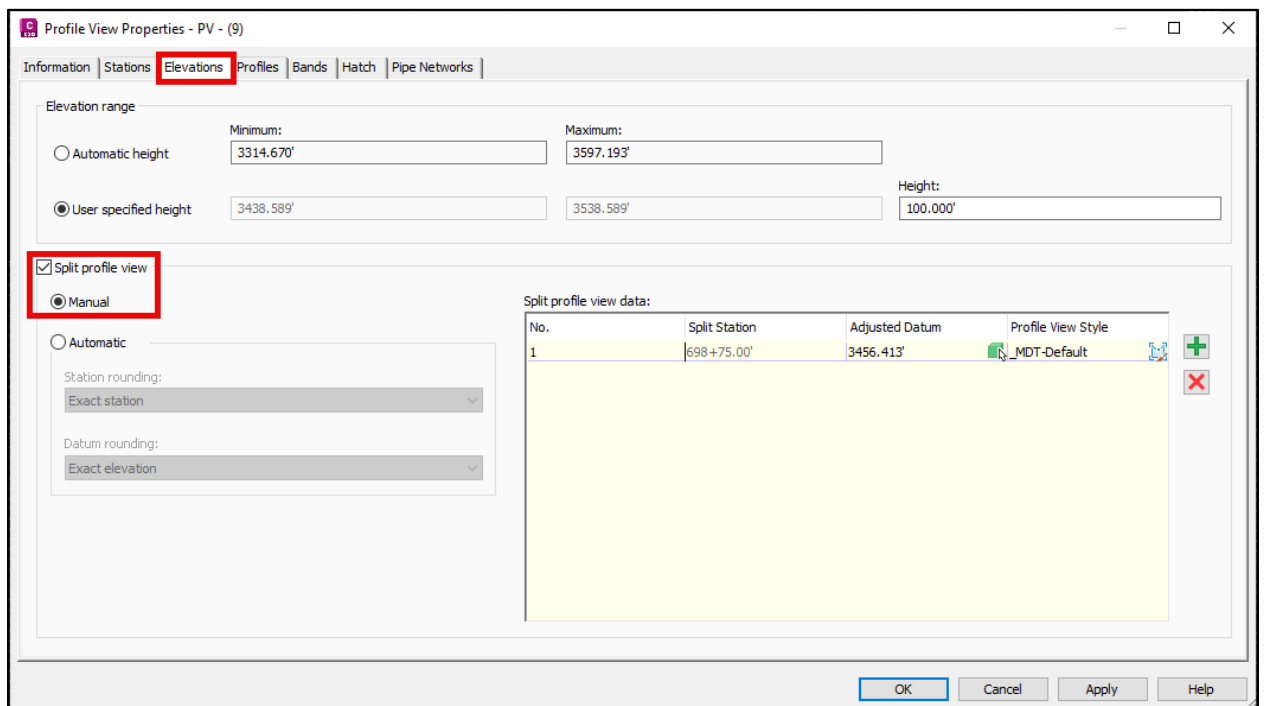 C
C3D
Profile View Properties - PV - (9)
Information Stations Elevations Profiles Bands Hatch Pipe Networks
Elevation range
Minimum: Maximum:
Automatic height 3314.670' 3597.193'
Height:
User specified height 3438.589' 3538.589' 100.000'
Split profile view
Manual
Split profile view data:
No. Split Station Adjusted Datum Profile View Style
1 698+75.00' 3456.413' _MDT-Default
Automatic
Station rounding:
Exact station
Datum rounding:
Exact elevation
OK Cancel Apply Help